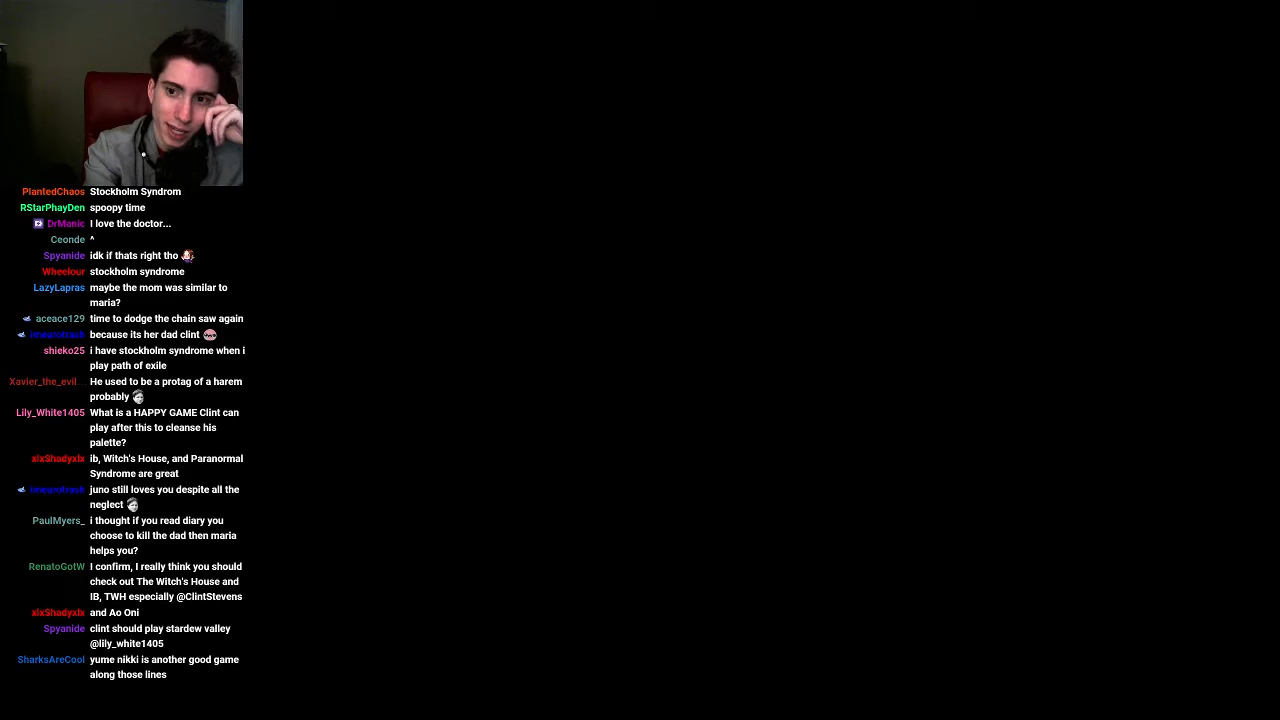 PlantedChaos Stockholm Syndrom
RStarPhayDen spoopy time
DrManic I love the doctor...
Ceonde ^
Spyanide idk if thats right tho
Wheelour stockholm syndrome
LazyLapras maybe the mom was similar to
maria?
aceace129 time to dodge the chain saw again
because its her dad clint
shieko25 i have stockholm syndrome when i
play path of exile
Xavier_the_evil... He used to be a protag of a harem
probably
Lily_White1405 What is a HAPPY GAME Clint can
play after this to cleanse his
palette?
xIxShadyxIx ib, Witch's House, and Paranormal
Syndrome are great
juno still loves you despite all the
neglect
PaulMyers_ i thought if you read diary you
choose to kill the dad then maria
helps you?
RenatoGotW I confirm, I really think you should
check out The Witch's House and
IB, TWH especially @ClintStevens
xIxShadyxIx and Ao Oni
Spyanide clint should play stardew valley
@lily_white1405
SharksAreCool yume nikki is another good game
along those lines